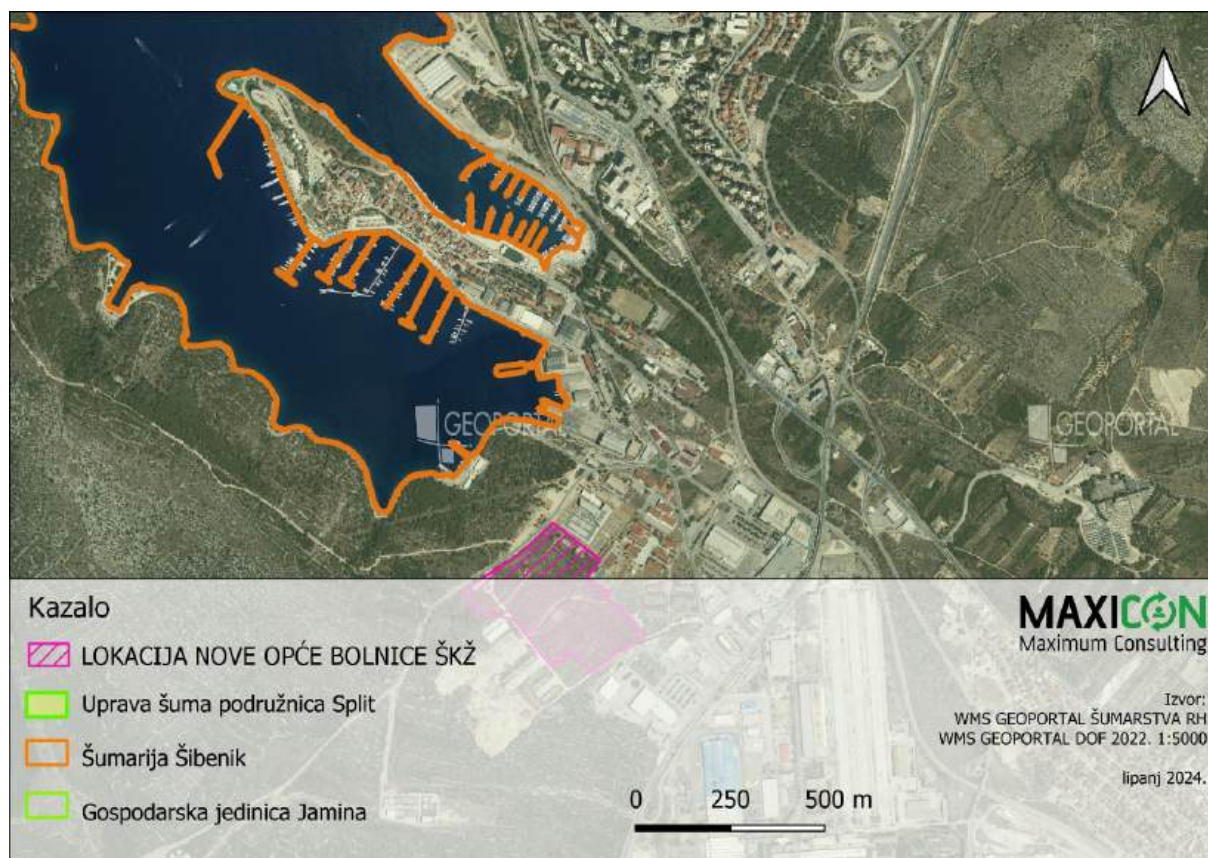 GEOPORTAL
GEOPORTAL
Kazalo
LOKACIJA NOVE OPĆE BOLNICE ŠKŽ
Uprava šuma podružnica Split
Šumarija Šibenik
Gospodarska jedinica Jamina
0 250 500 m
MAXICON
Maximum Consulting
Izvor:
WMS GEOPORTAL ŠUMARSTVA RH
WMS GEOPORTAL DOF 2022. 1:5000
lipanj 2024.